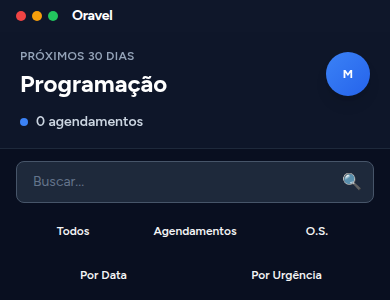 Oravel
PRÓXIMOS 30 DIAS
Programação
M
0 agendamentos
Buscar...
Todos Agendamentos O.S.
Por Data Por Urgência